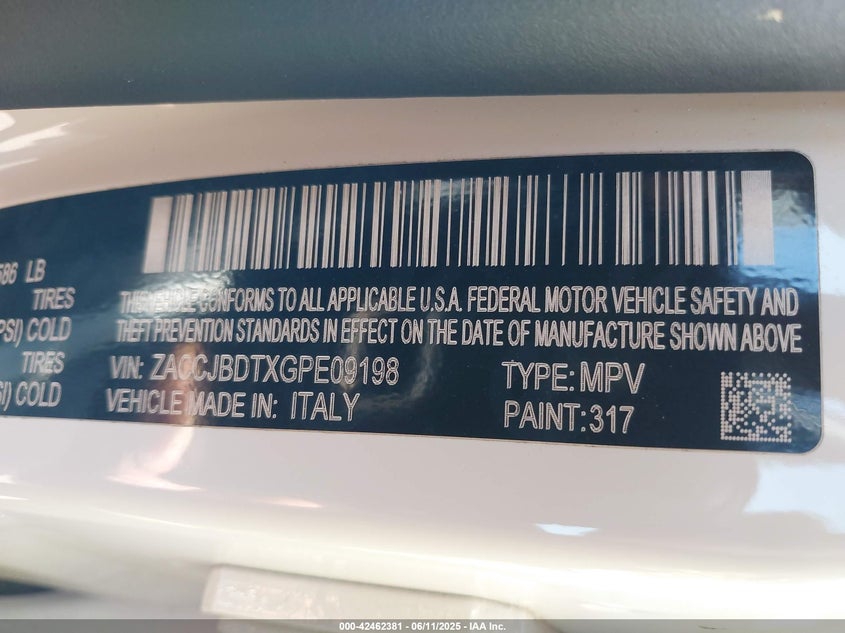 586 LB
TIRES
PSI) COLD
TIRES
SI) COLD
THIS VEHICLE CONFORMS TO ALL APPLICABLE U.S.A. FEDERAL MOTOR VEHICLE SAFETY AND
THEFT PREVENTION STANDARDS IN EFFECT ON THE DATE OF MANUFACTURE SHOWN ABOVE
VIN: ZACCJBDTXGPE09198 TYPE: MPV
VEHICLE MADE IN: ITALY PAINT: 317
000-42462381 - 06/11/2025 - IAA Inc.